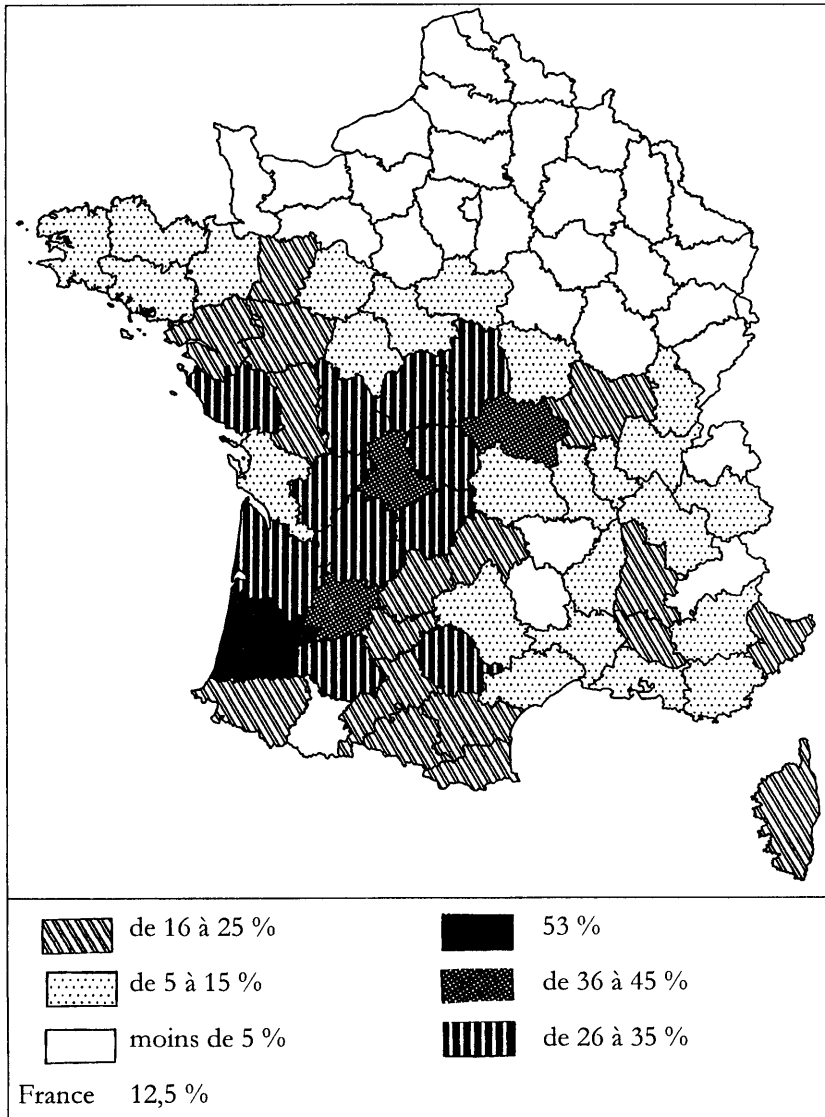 de 16 à 25 %
53 %
de 5 à 15 %
de 36 à 45 %
moins de 5 %
de 26 à 35 %
France 12,5 %